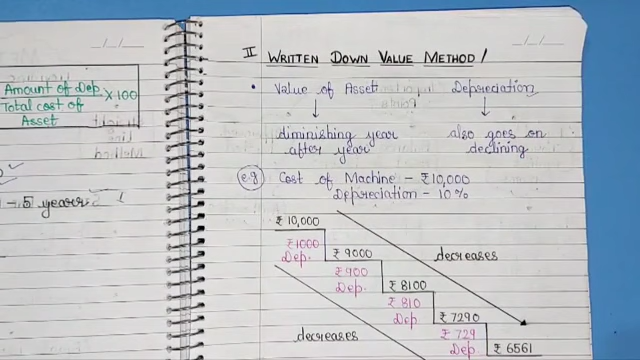 Amount of Dep × 100
Total cost of
Asset
5 years
II WRITTEN DOWN VALUE METHOD /
• Value of Asset Depreciation
diminishing year also goes on
after year declining
e.g Cost of Machine - ₹10,000
Depreciation - 10%
₹ 10,000
₹1000 ₹ 9000 decreases
Dep.
₹900 ₹8100
Dep.
₹810 ₹ 7290
Dep
decreases ₹ 729 ₹ 6561
Dep.